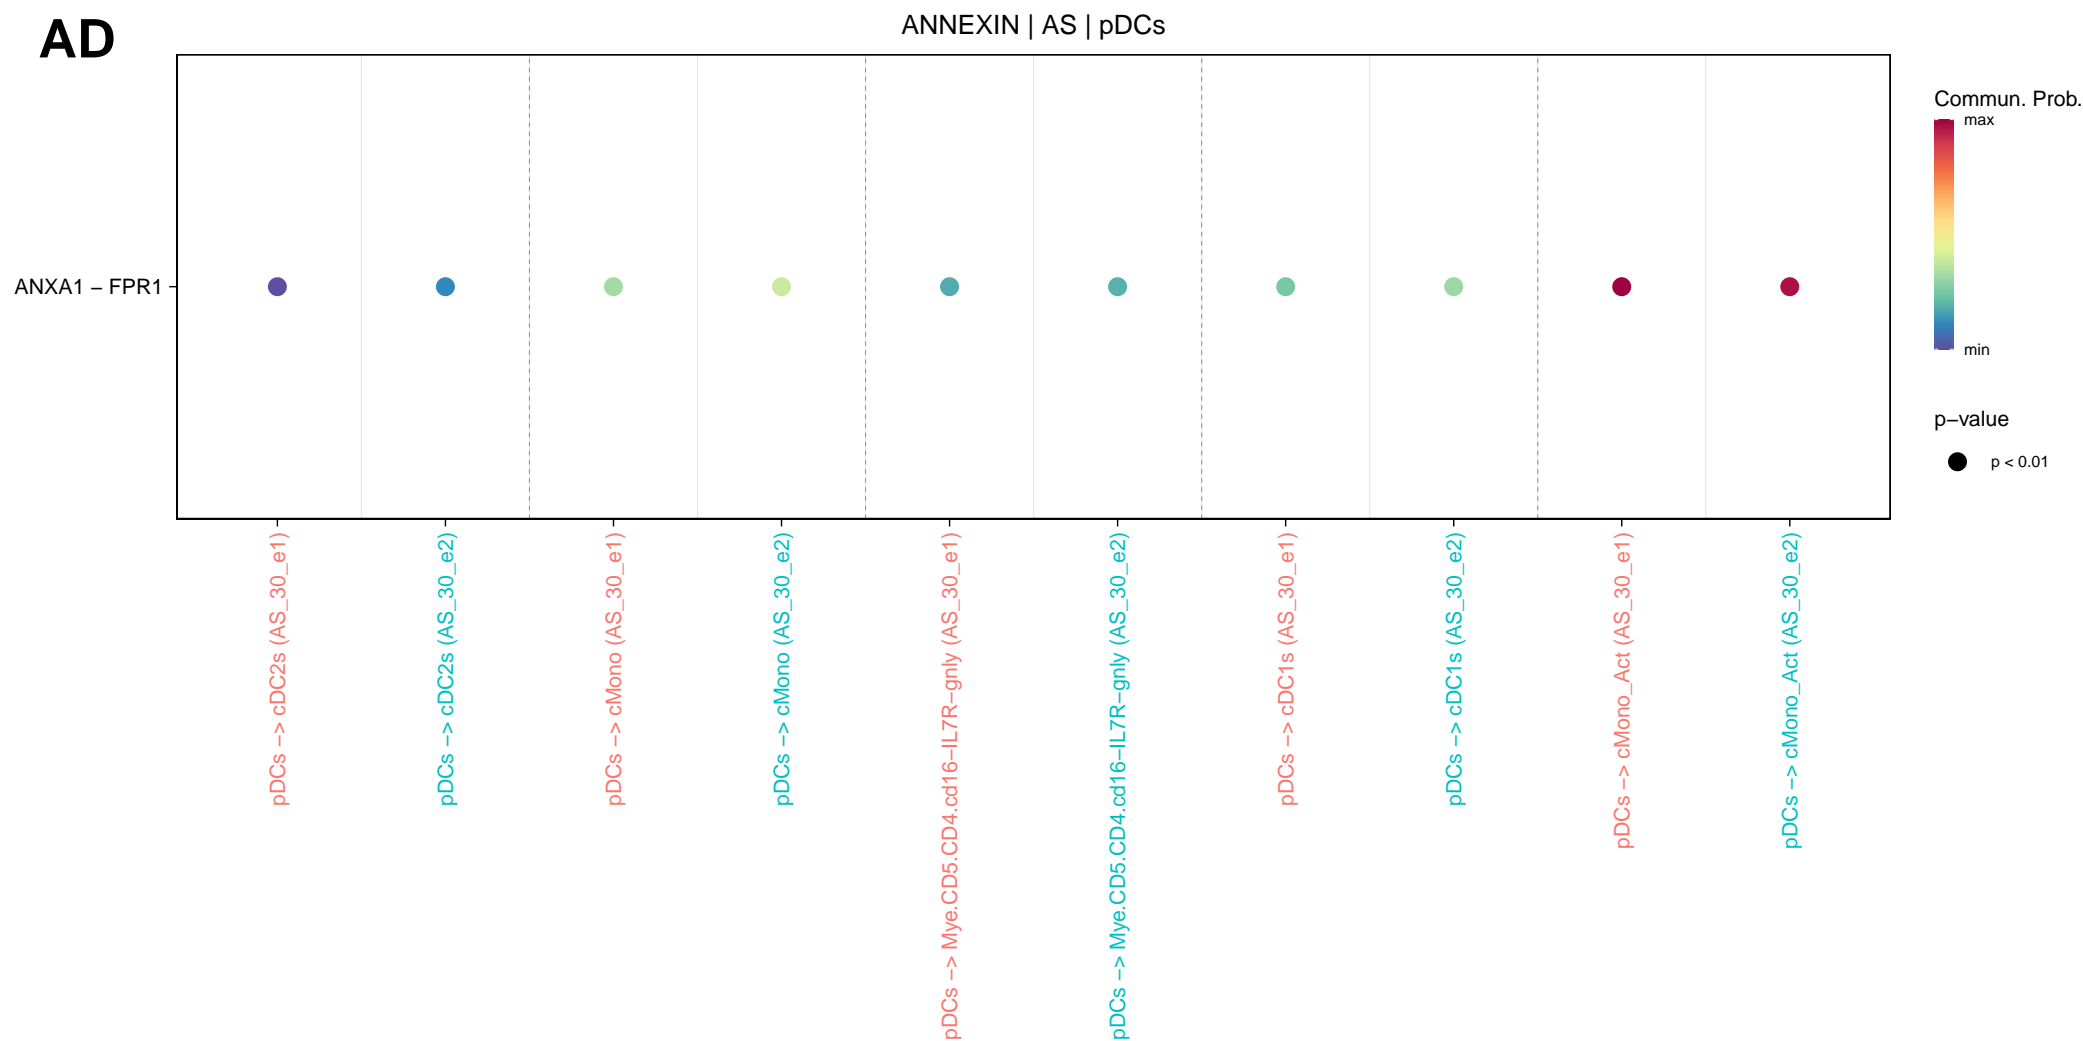 AD
ANNEXIN | AS | pDCs
ANXA1 – FPR1
pDCs –> cDC2s (AS_30_e1)
pDCs –> cDC2s (AS_30_e2)
pDCs –> cMono (AS_30_e1)
pDCs –> cMono (AS_30_e2)
pDCs –> Mye.CD5.CD4.cd16–IL7R–gnly (AS_30_e1)
pDCs –> Mye.CD5.CD4.cd16–IL7R–gnly (AS_30_e2)
pDCs –> cDC1s (AS_30_e1)
pDCs –> cDC1s (AS_30_e2)
pDCs –> cMono_Act (AS_30_e1)
pDCs –> cMono_Act (AS_30_e2)
Commun. Prob.
max
min
p–value
p < 0.01